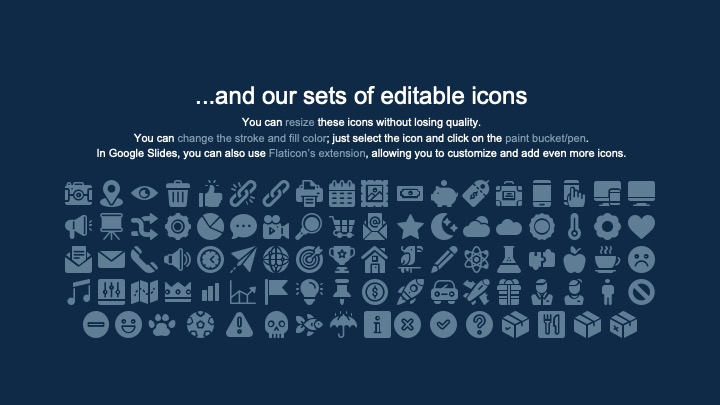 ...and our sets of editable icons
You can resize these icons without losing quality.
You can change the stroke and fill color; just select the icon and click on the paint bucket/pen.
In Google Slides, you can also use Flaticon's extension, allowing you to customize and add even more icons.